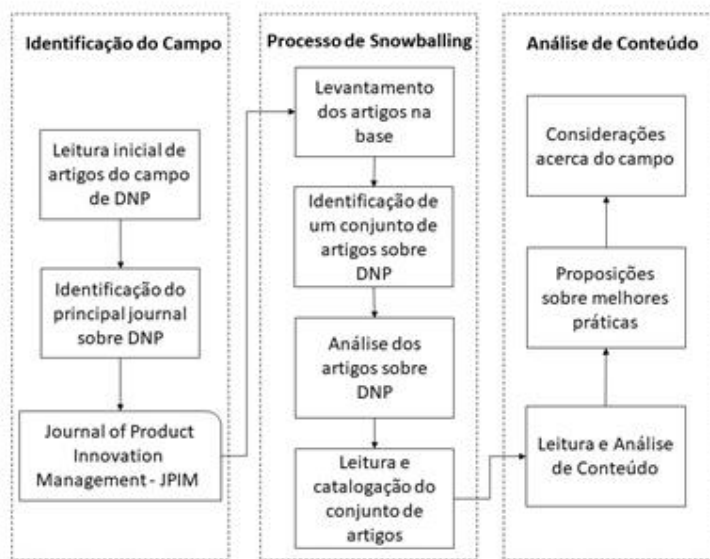 Identificação do Campo
Leitura inicial de
artigos do campo
de DNP
Identificação do
principal journal
sobre DNP
Journal of Product
Innovation
Management - JPIM
Processo de Snowballing
Levantamento
dos artigos na
base
Identificação de
um conjunto de
artigos sobre
DNP
Análise dos
artigos sobre
DNP
Leitura e
catalogação do
conjunto de
artigos
Análise de Conteúdo
Considerações
acerca do campo
Proposições
sobre melhores
práticas
Leitura e Análise
de Conteúdo